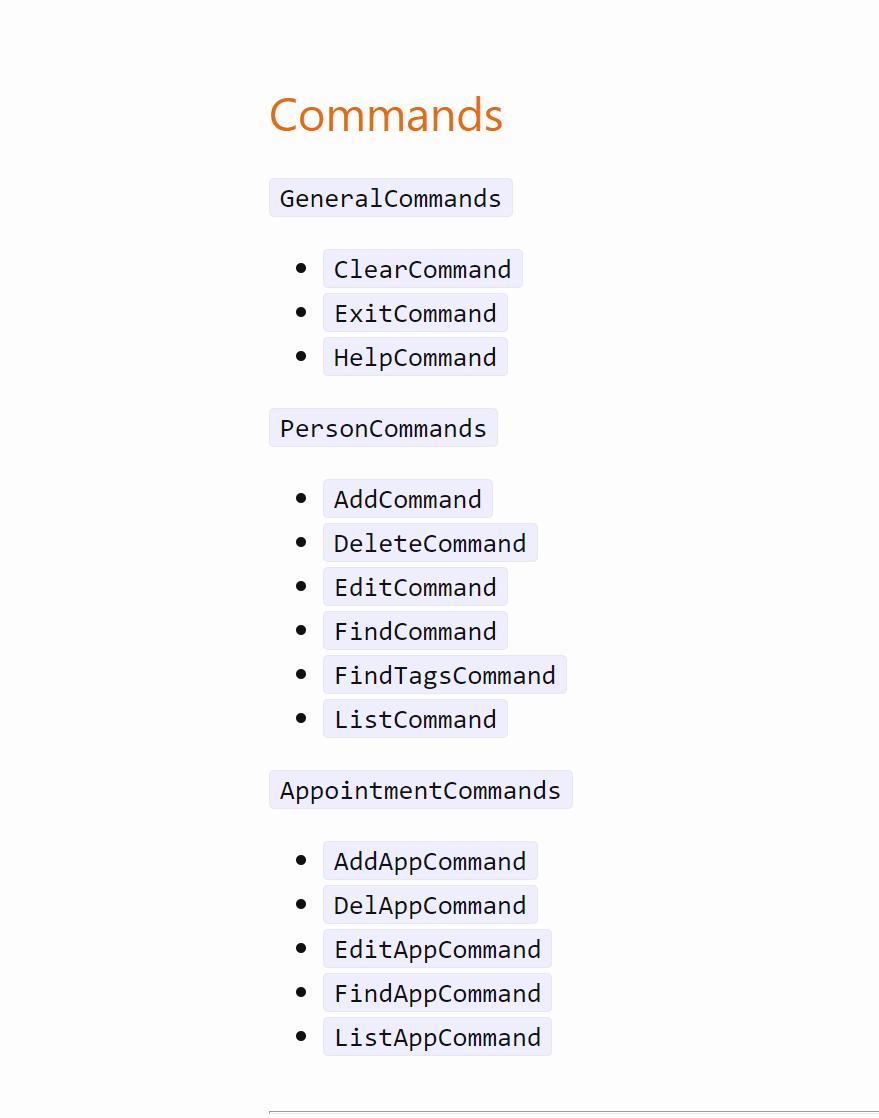 Commands
GeneralCommands
ClearCommand
ExitCommand
HelpCommand
PersonCommands
AddCommand
DeleteCommand
EditCommand
FindCommand
FindTagsCommand
ListCommand
AppointmentCommands
AddAppCommand
DelAppCommand
EditAppCommand
FindAppCommand
ListAppCommand